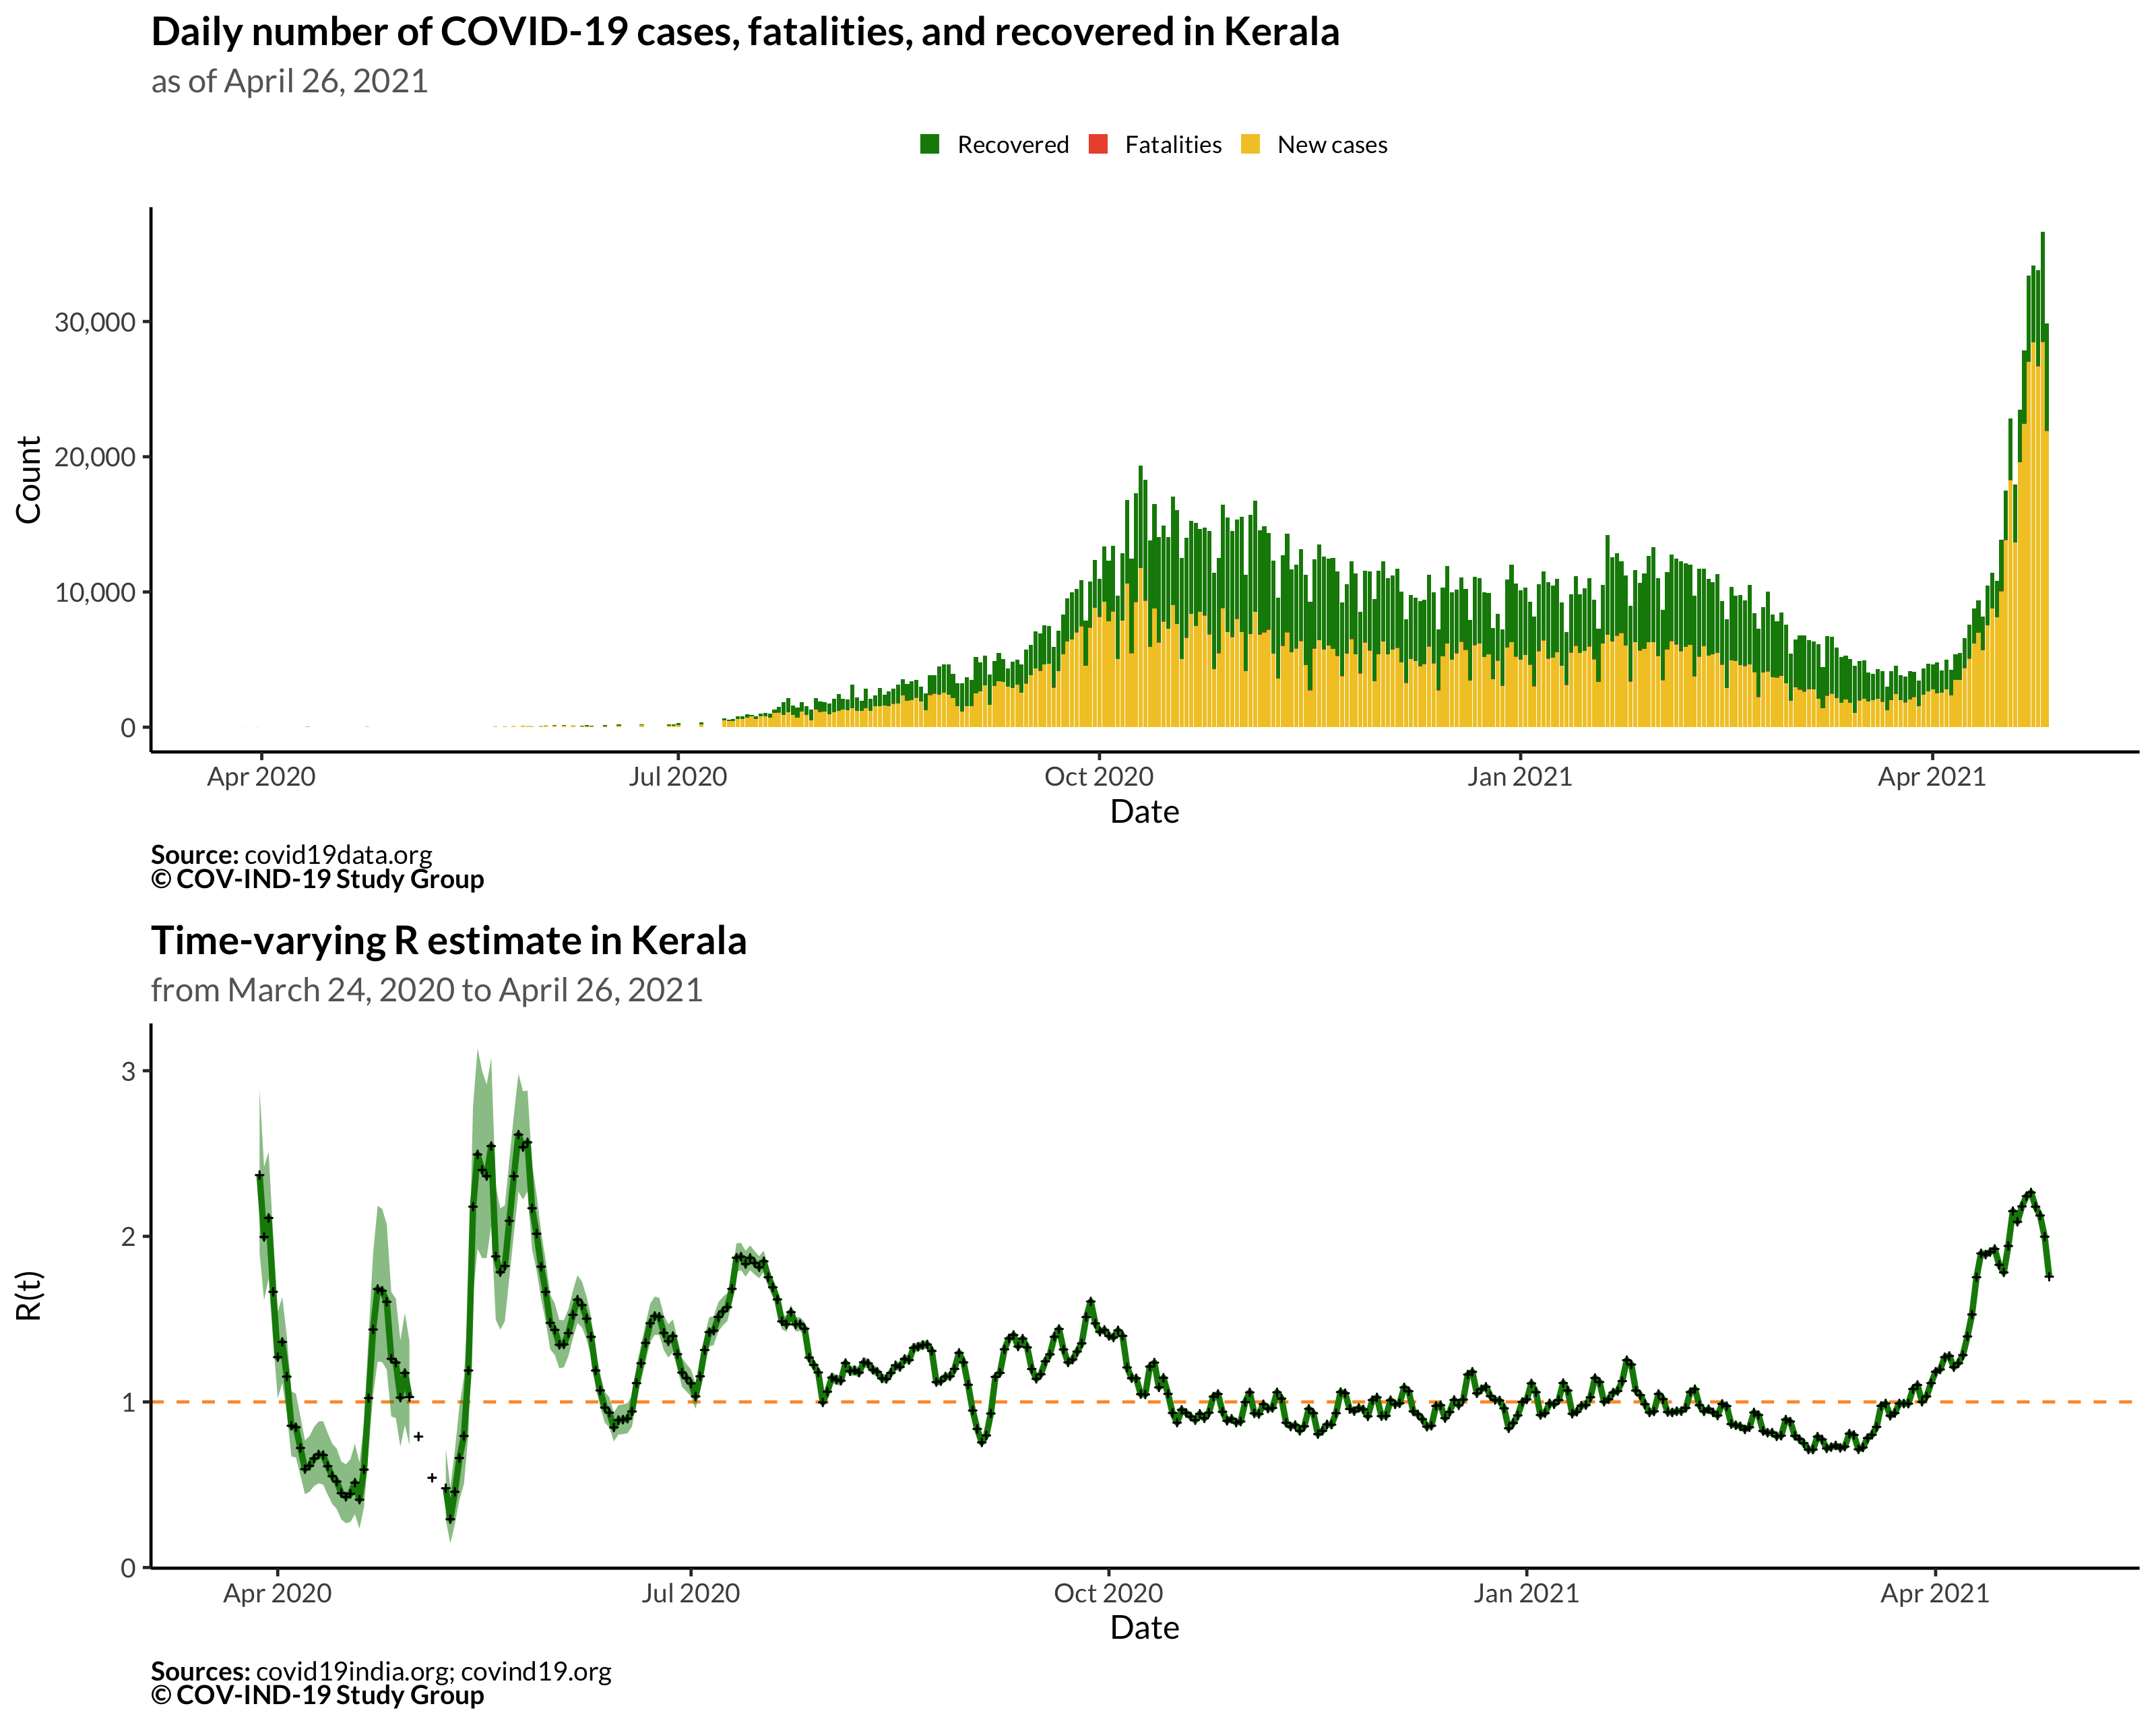 Daily number of COVID-19 cases, fatalities, and recovered in Kerala
as of April 26, 2021
Recovered Fatalities New cases
Count
30,000
20,000
10,000
0
Apr 2020 Jul 2020 Oct 2020 Jan 2021 Apr 2021
Date
Source: covid19data.org
© COV-IND-19 Study Group
Time-varying R estimate in Kerala
from March 24, 2020 to April 26, 2021
R(t)
3
2
1
0
Apr 2020 Jul 2020 Oct 2020 Jan 2021 Apr 2021
Date
Sources: covid19india.org; covind19.org
© COV-IND-19 Study Group